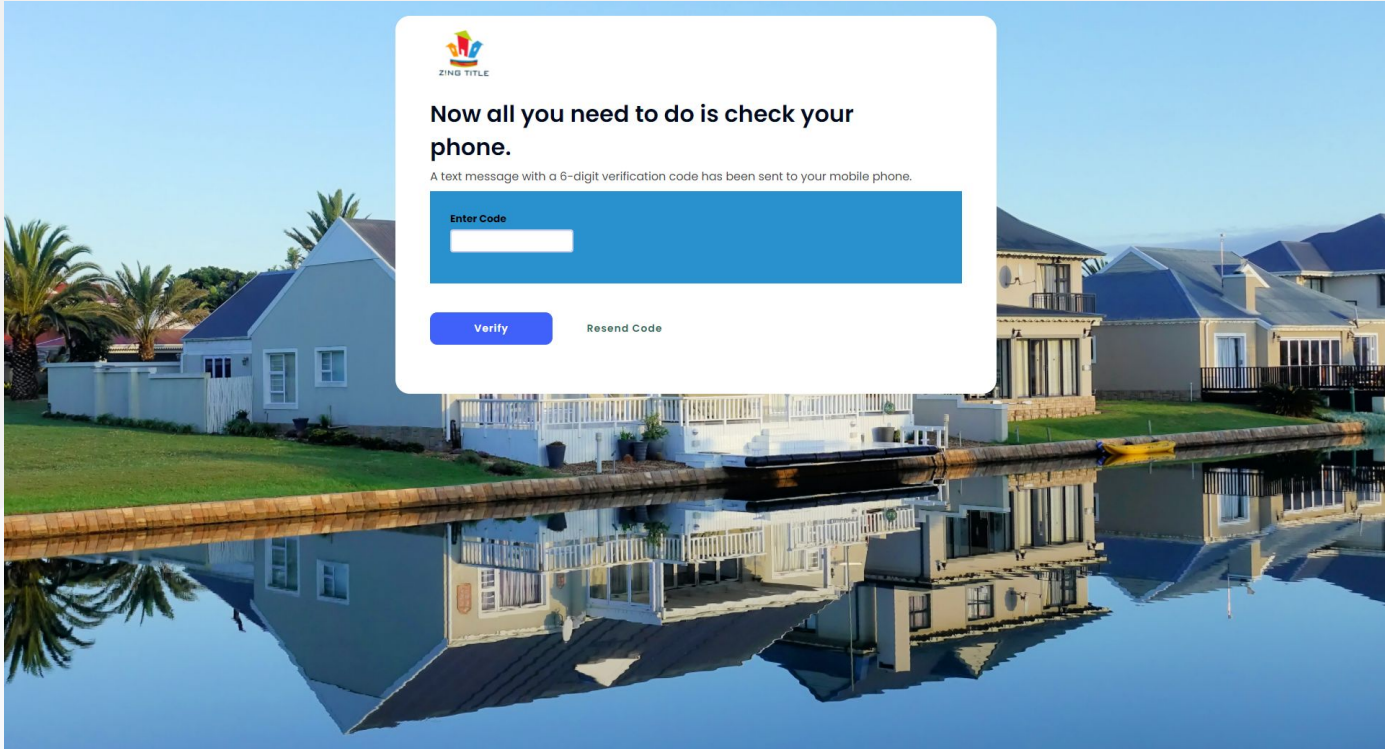 ZING TITLE
Now all you need to do is check your
phone.
A text message with a 6-digit verification code has been sent to your mobile phone.
Enter Code
Verify
Resend Code